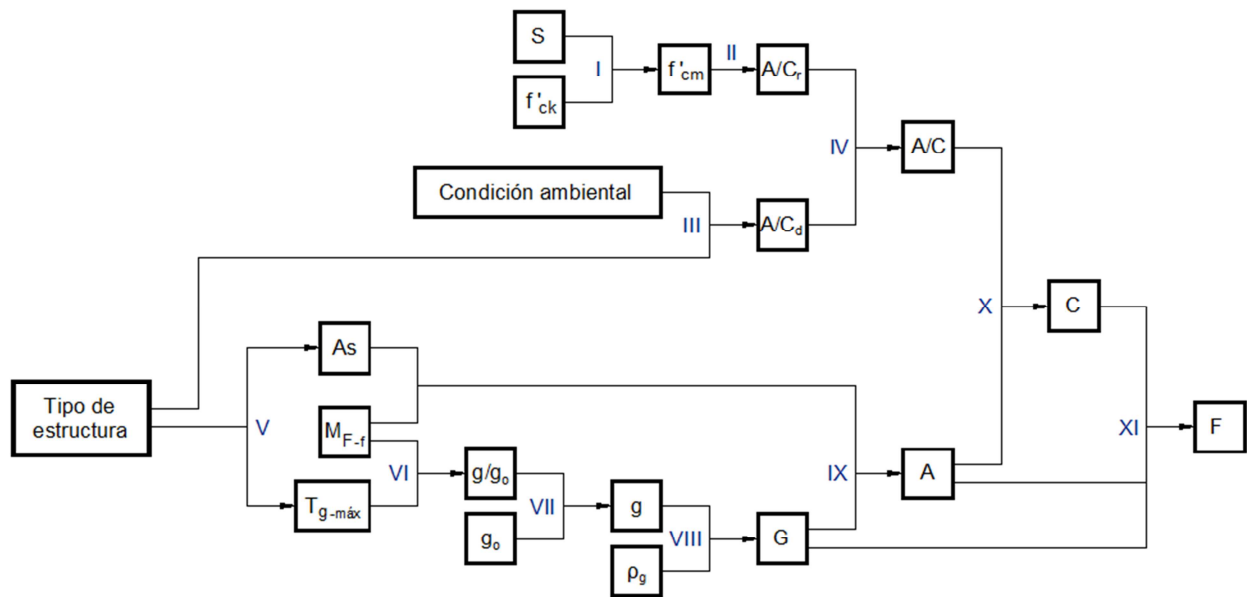 S
I
f'ck
f'cm
II
A/Cr
IV
A/C
Condición ambiental
III
A/Cd
X
C
As
Tipo de
estructura
V
MF-f
VI
Tg-máx
g/go
VII
go
g
VIII
ρg
G
IX
A
XI
F